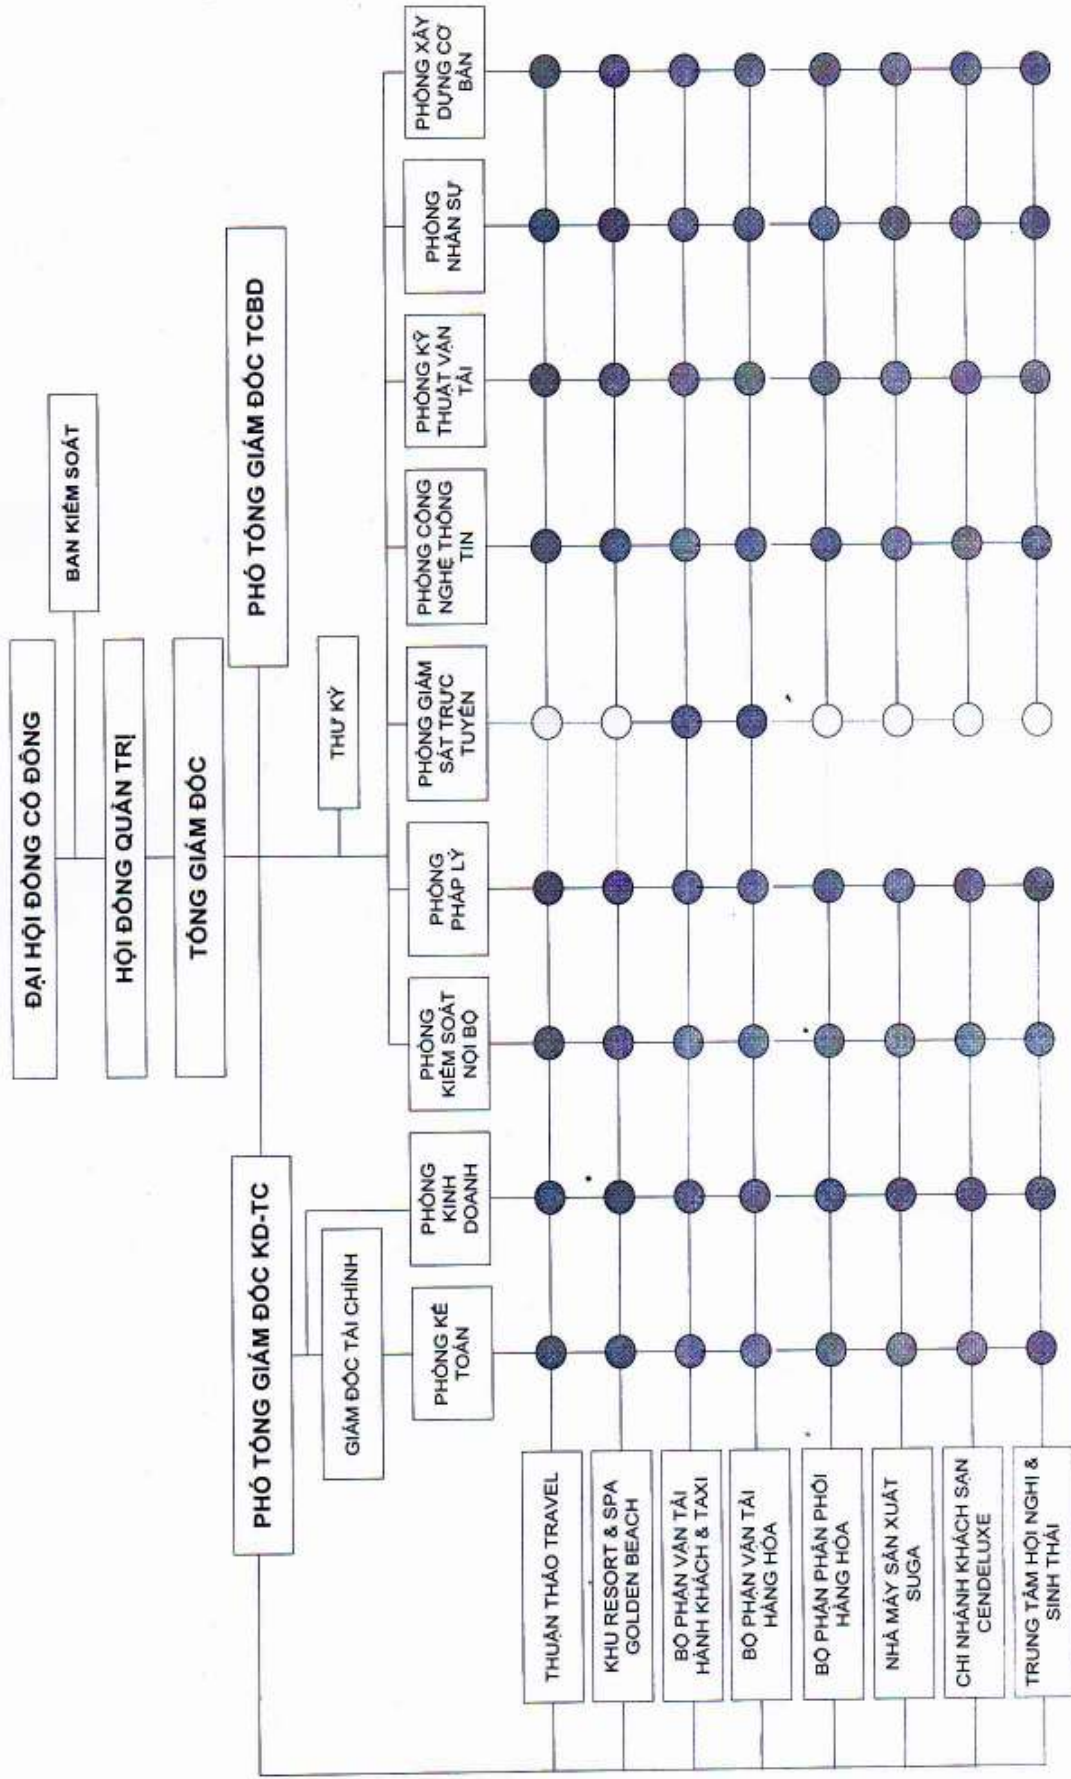 ĐẠI HỘI ĐỒNG CỔ ĐÔNG
BAN KIỂM SOÁT
HỘI ĐỒNG QUẢN TRỊ
TỔNG GIÁM ĐỐC
PHÓ TỔNG GIÁM ĐỐC KD-TC
PHÓ TỔNG GIÁM ĐỐC TCBD
THƯ KÝ
GIÁM ĐỐC TÀI CHÍNH
PHÒNG KẾ
TOÁN
PHÒNG
KINH
DOANH
PHÒNG
KIỂM SOÁT
NỘI BỘ
PHÒNG
PHÁP LÝ
PHÒNG GIÁM
SÁT TRỰC
TUYẾN
PHÒNG CÔNG
NGHỆ THÔNG
TIN
PHÒNG KỸ
THUẬT VẬN
TẢI
PHÒNG
NHÂN SỰ
PHÒNG XÂY
DỰNG CƠ
BẢN
THUẬN THẢO TRAVEL
KHU RESORT & SPA
GOLDEN BEACH
BỘ PHẬN VẬN TẢI
HÀNH KHÁCH & TAXI
BỘ PHẬN VẬN TẢI
HÀNG HÓA
BỘ PHẬN PHÂN PHỐI
HÀNG HÓA
NHÀ MÁY SẢN XUẤT
SUGA
CHI NHÁNH KHÁCH SẠN
CENDELUXE
TRUNG TÂM HỘI NGHỊ &
SINH THÁI